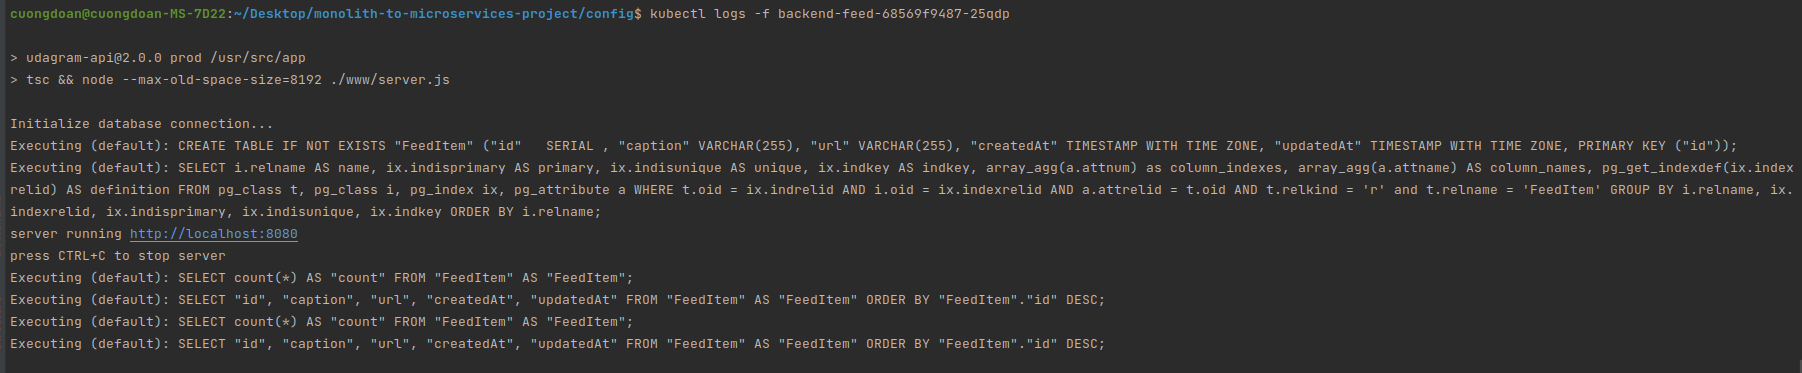 cuongdoan@cuongdoan-MS-7D22:~/Desktop/monolith-to-microservices-project/config$ kubectl logs -f backend-feed-68569f9487-25qdp
> udagram-api@2.0.0 prod /usr/src/app
> tsc && node --max-old-space-size=8192 ./www/server.js
Initialize database connection...
Executing (default): CREATE TABLE IF NOT EXISTS "FeedItem" ("id"   SERIAL , "caption" VARCHAR(255), "url" VARCHAR(255), "createdAt" TIMESTAMP WITH TIME ZONE, "updatedAt" TIMESTAMP WITH TIME ZONE, PRIMARY KEY ("id"));
Executing (default): SELECT i.relname AS name, ix.indisprimary AS primary, ix.indisunique AS unique, ix.indkey AS indkey, array_agg(a.attnum) as column_indexes, array_agg(a.attname) AS column_names, pg_get_indexdef(ix.index
relid) AS definition FROM pg_class t, pg_class i, pg_index ix, pg_attribute a WHERE t.oid = ix.indrelid AND i.oid = ix.indexrelid AND a.attrelid = t.oid AND t.relkind = 'r' and t.relname = 'FeedItem' GROUP BY i.relname, ix.
indexrelid, ix.indisprimary, ix.indisunique, ix.indkey ORDER BY i.relname;
server running http://localhost:8080
press CTRL+C to stop server
Executing (default): SELECT count(*) AS "count" FROM "FeedItem" AS "FeedItem";
Executing (default): SELECT "id", "caption", "url", "createdAt", "updatedAt" FROM "FeedItem" AS "FeedItem" ORDER BY "FeedItem"."id" DESC;
Executing (default): SELECT count(*) AS "count" FROM "FeedItem" AS "FeedItem";
Executing (default): SELECT "id", "caption", "url", "createdAt", "updatedAt" FROM "FeedItem" AS "FeedItem" ORDER BY "FeedItem"."id" DESC;